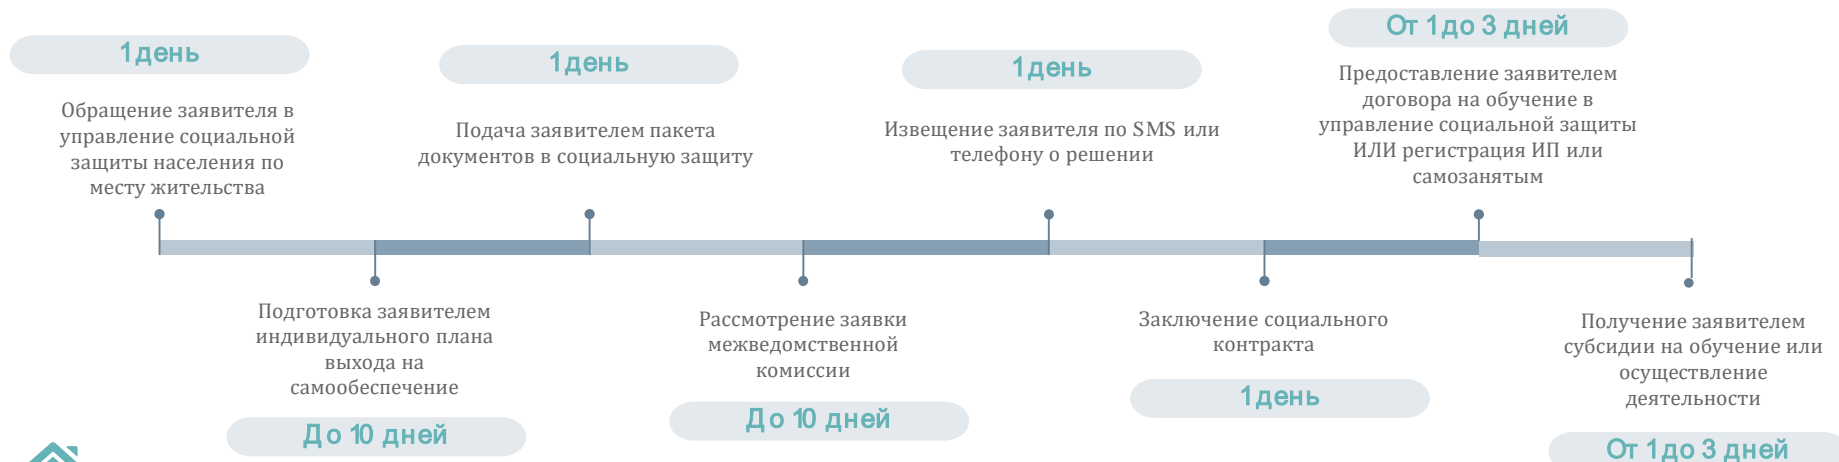 1 день
Обращение заявителя в
управление социальной
защиты населения по
месту жительства
Подготовка заявителем
индивидуального плана
выхода на
самообеспечение
До 10 дней
1 день
Подача заявителем пакета
документов в социальную защиту
Рассмотрение заявки
межведомственной
комиссии
До 10 дней
1 день
Извещение заявителя по SMS или
телефону о решении
Заключение социального
контракта
1 день
От 1 до 3 дней
Предоставление заявителем
договора на обучение в
управление социальной защиты
ИЛИ регистрация ИП или
самозанятым
Получение заявителем
субсидии на обучение или
осуществление
деятельности
От 1 до 3 дней